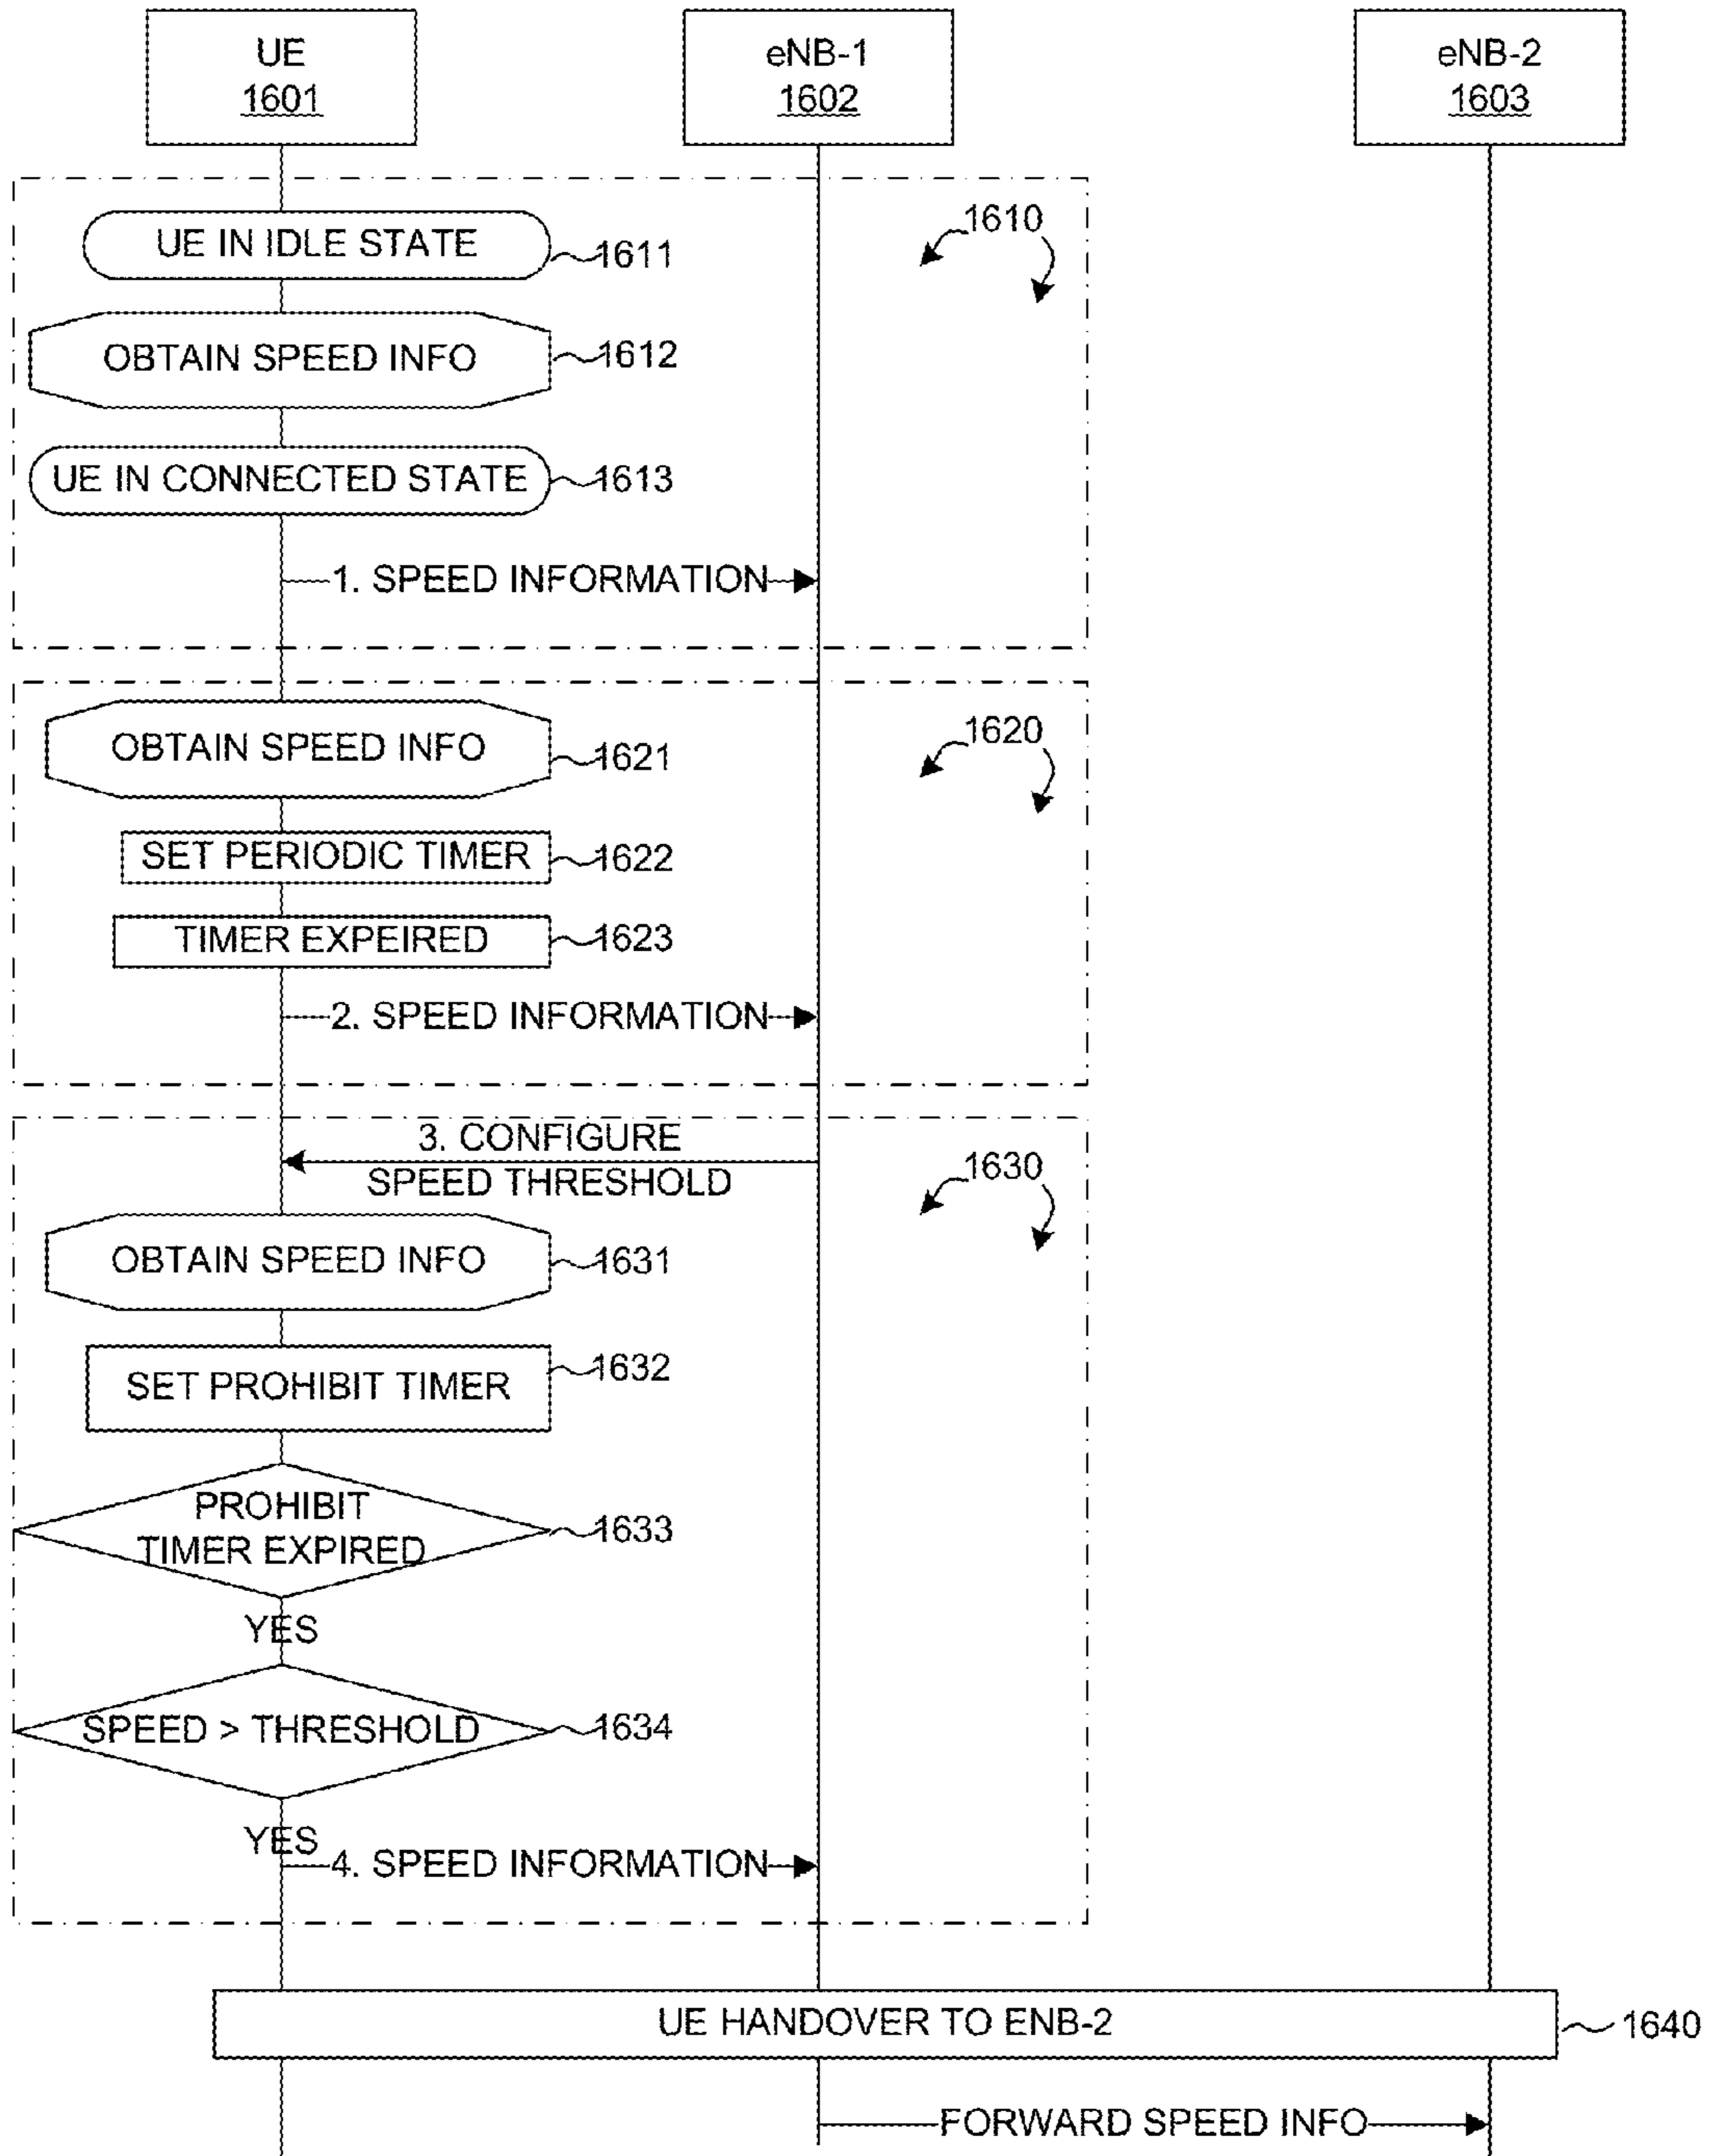 UE
1601
eNB-1
1602
eNB-2
1603
UE IN IDLE STATE
1611
1610
OBTAIN SPEED INFO
1612
UE IN CONNECTED STATE
1613
1. SPEED INFORMATION
OBTAIN SPEED INFO
1621
1620
SET PERIODIC TIMER
1622
TIMER EXPEIRED
1623
2. SPEED INFORMATION
3. CONFIGURE
SPEED THRESHOLD
1630
OBTAIN SPEED INFO
1631
SET PROHIBIT TIMER
1632
PROHIBIT
TIMER EXPIRED
1633
YES
SPEED > THRESHOLD
1634
YES
4. SPEED INFORMATION
UE HANDOVER TO ENB-2
1640
FORWARD SPEED INFO